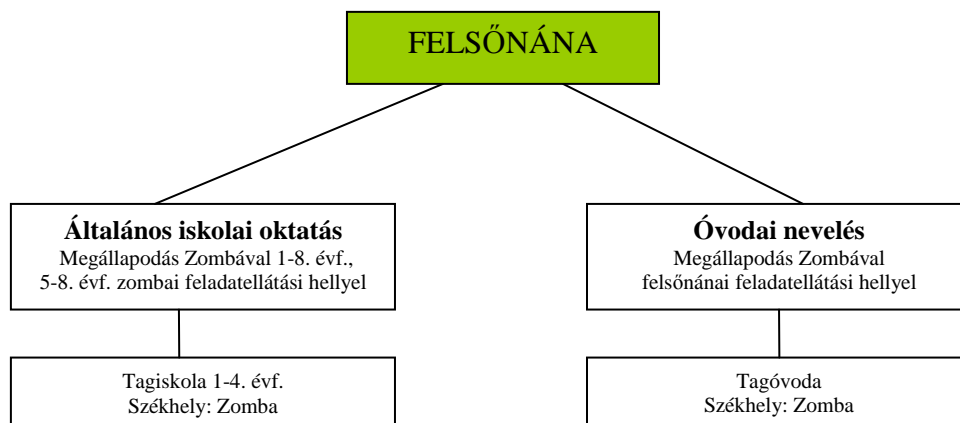 FELSŐNÁNA
Általános iskolai oktatás
Megállapodás Zombával 1-8. évf.,
5-8. évf. zombai feladatellátási hellyel
Óvodai nevelés
Megállapodás Zombával
felsőnánai feladatellátási hellyel
Tagiskola 1-4. évf.
Székhely: Zomba
Tagóvoda
Székhely: Zomba